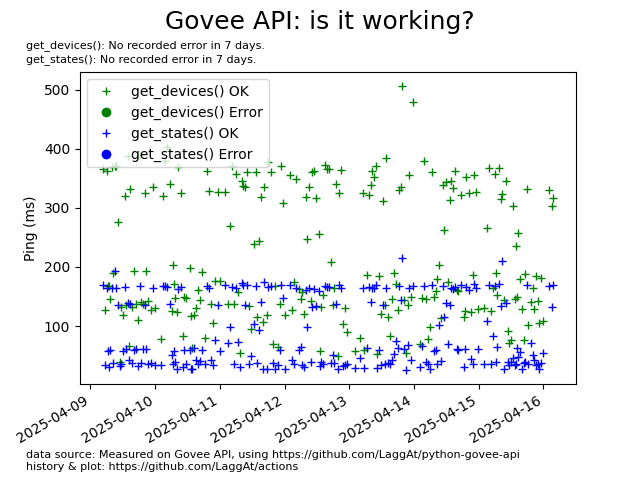 Govee API: is it working?
get_devices(): No recorded error in 7 days.
get_states(): No recorded error in 7 days.
get_devices() OK
get_devices() Error
get_states() OK
get_states() Error
Ping (ms)
500
400
300
200
100
2025-04-09
2025-04-10
2025-04-11
2025-04-12
2025-04-13
2025-04-14
2025-04-15
2025-04-16
data source: Measured on Govee API, using https://github.com/LaggAt/python-govee-api
history & plot: https://github.com/LaggAt/actions